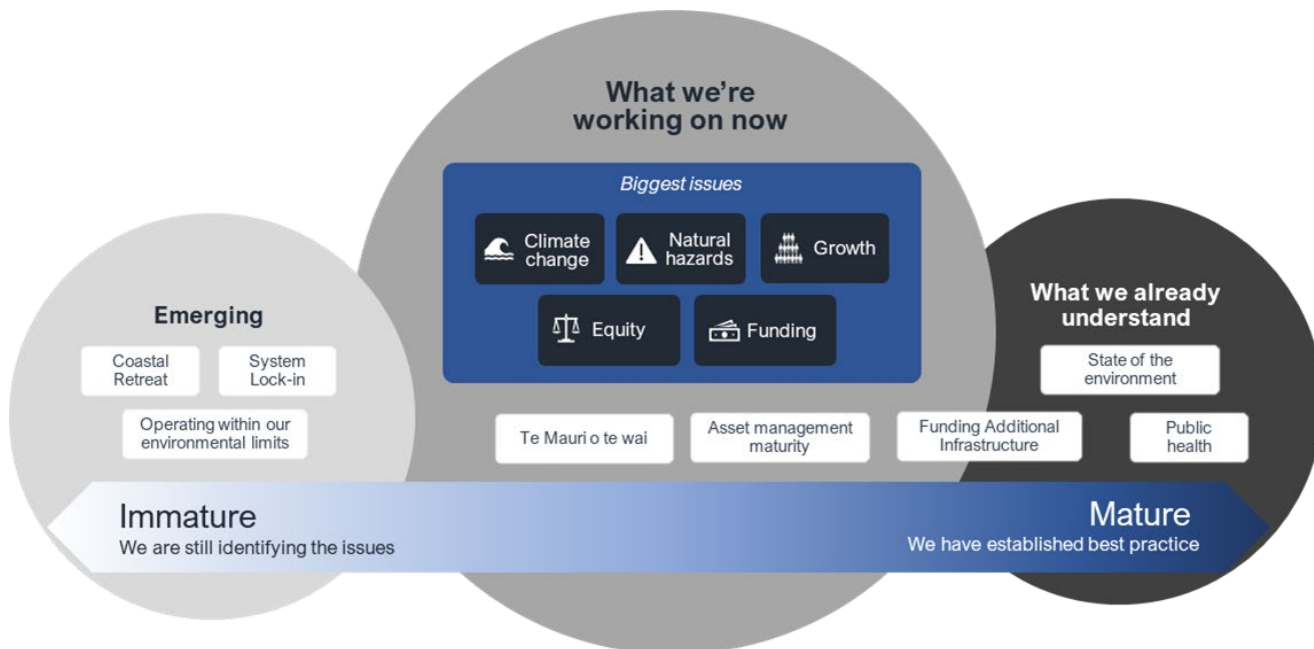 What we're
working on now
Biggest issues
Climate
change
Natural
hazards
Growth
Equity
Funding
Emerging
Coastal
Retreat
System
Lock-in
Operating within our
environmental limits
Te Mauri o te wai
Asset management
maturity
What we already
understand
State of the
environment
Funding Additional
Infrastructure
Public
health
Immature
We are still identifying the issues
Mature
We have established best practice